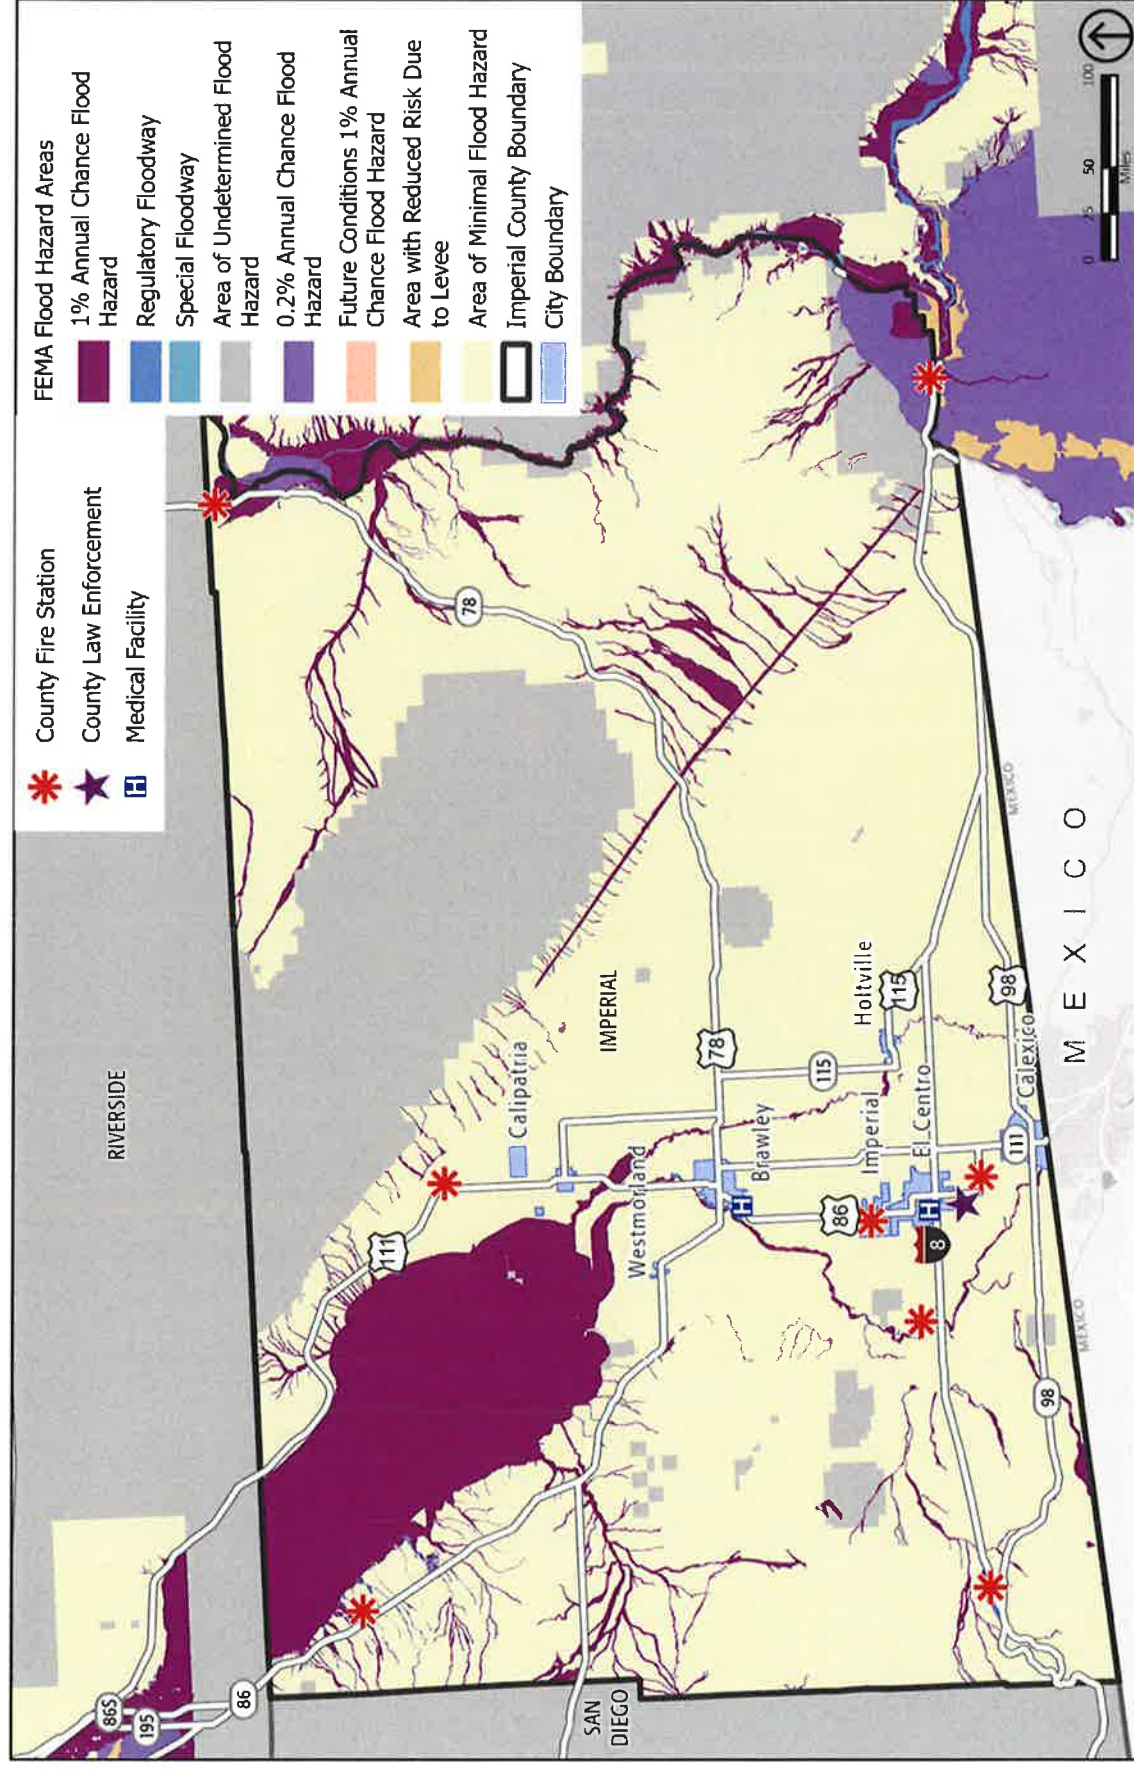 County Fire Station
County Law Enforcement
Medical Facility
H
FEMA Flood Hazard Areas
1% Annual Chance Flood
Hazard
Regulatory Floodway
Special Floodway
Area of Undetermined Flood
Hazard
0.2% Annual Chance Flood
Hazard
Future Conditions 1% Annual
Chance Flood Hazard
Area with Reduced Risk Due
to Levee
Area of Minimal Flood Hazard
Imperial County Boundary
City Boundary
RIVERSIDE
86S
195
86
111
78
Calipatria
IMPERIAL
SAN
DIEGO
Westmorland
78
Brawley
H
115
Holtville
115
86
Imperial
El Centro
H
8
98
111
Calexico
98
MEXICO
MEXICO
MEXICO
0 25 50 100
Miles